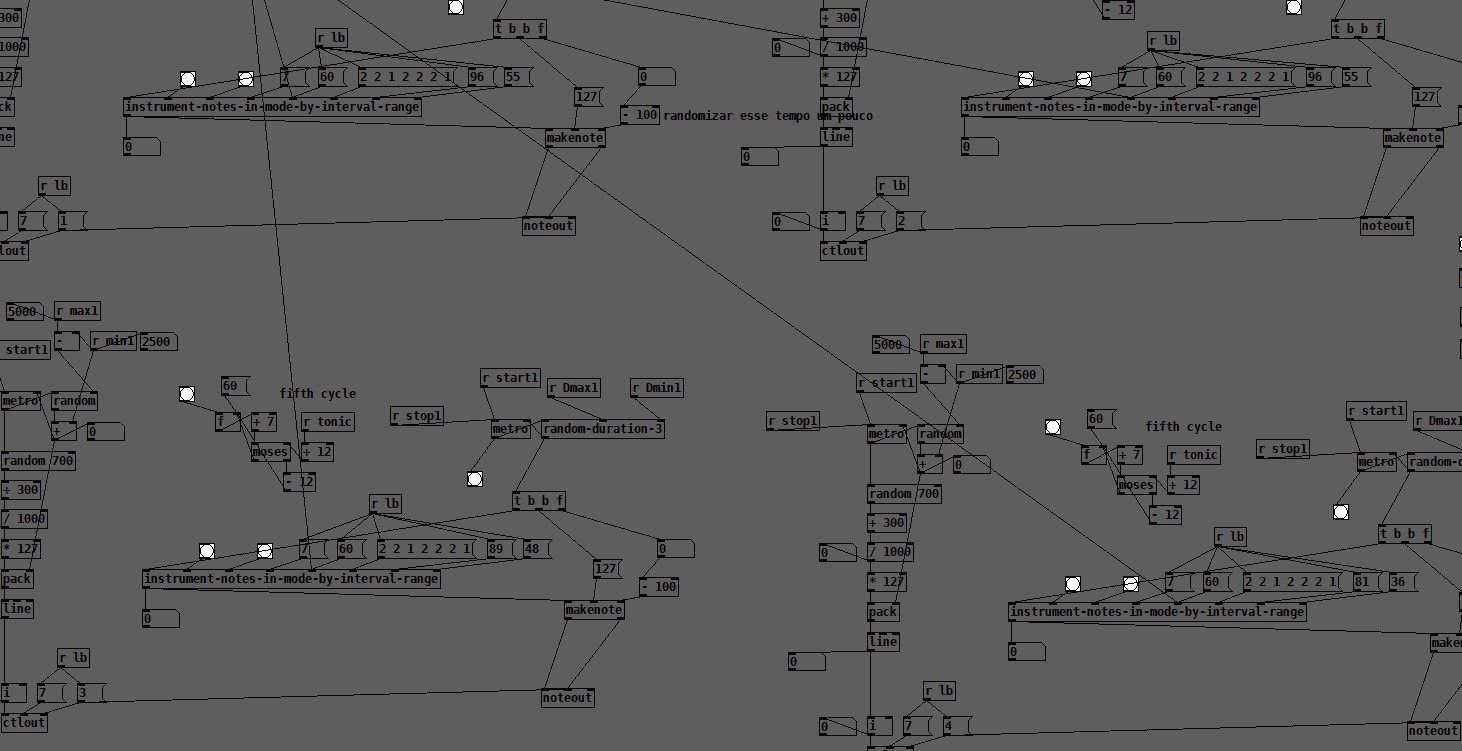 300
+ 300
- 12
r lb
t b b f
r lb
t b b f
1000
0
/ 1000
127
7
60
2 2 1 2 2 2 1
96
55
0
* 127
7
60
2 2 1 2 2 2 1
96
55
127
127
ck
instrument-notes-in-mode-by-interval-range
- 100
randomizar esse tempo um pouco
pack
instrument-notes-in-mode-by-interval-range
ne
makenote
line
makenote
0
0
0
r lb
r lb
7
1
noteout
0
i
7
2
noteout
lout
ctlout
5000
r max1
-
r min1
2500
start1
5000
r max1
-
r min1
2500
r start1
metro
random
+
0
60
fifth cycle
f
+ 7
r tonic
moses
+ 12
- 12
r start1
r Dmax1
r Dmin1
r stop1
metro
random-duration-3
r stop1
metro
random
+
0
60
fifth cycle
f
+ 7
r tonic
moses
+ 12
- 12
r start1
r Dmax1
r stop1
metro
random-d
random 700
+ 300
/ 1000
* 127
pack
line
r lb
t b b f
7
60
2 2 1 2 2 2 1
89
48
0
127
instrument-notes-in-mode-by-interval-range
- 100
makenote
0
random 700
+ 300
0
/ 1000
* 127
pack
line
0
r lb
t b b f
7
60
2 2 1 2 2 2 1
81
36
instrument-notes-in-mode-by-interval-range
0
maken
r lb
i
7
3
noteout
ctlout
r lb
0
i
7
4
noteout